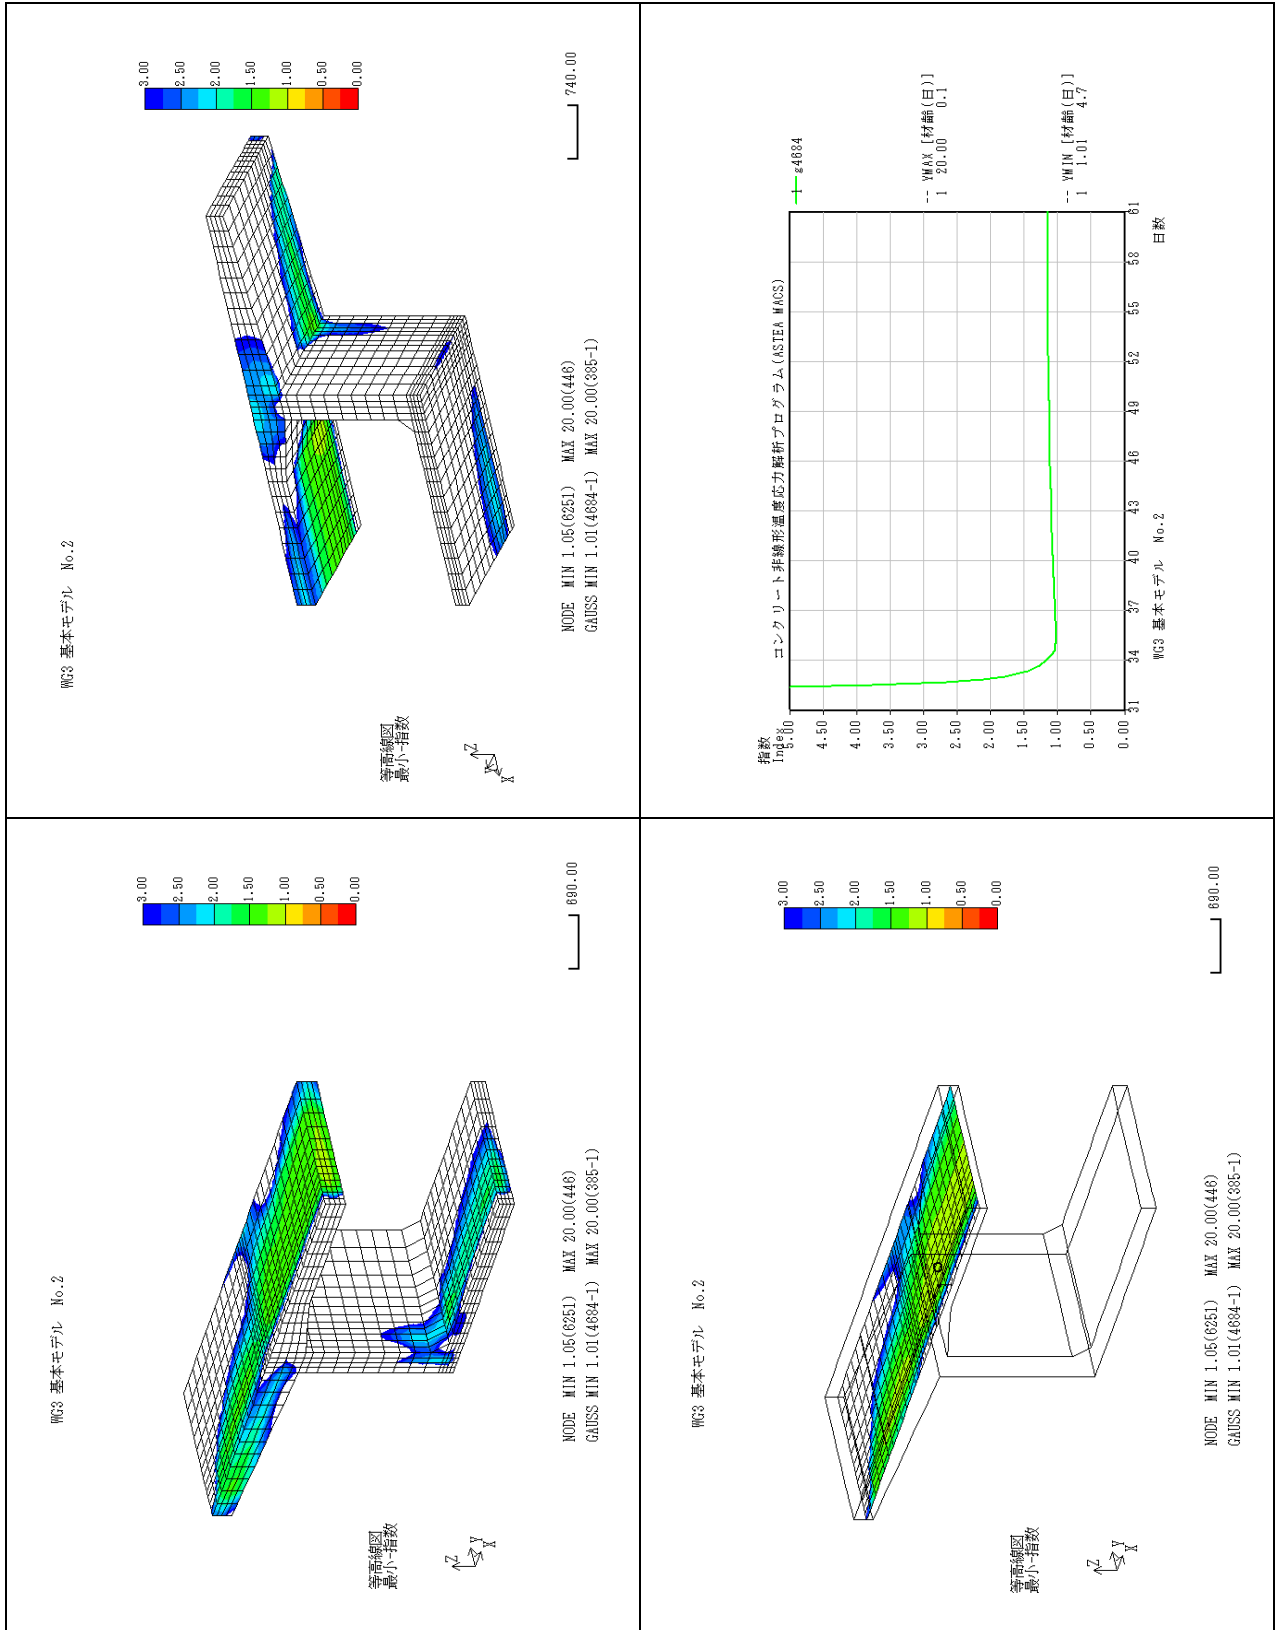 WG3 基本モデル No.2
等高線図
最小-指数
Z
Y
X
3.00
2.50
2.00
1.50
1.00
0.50
0.00
690.00
NODE MIN 1.05(6251) MAX 20.00(446)
GAUSS MIN 1.01(4684-1) MAX 20.00(385-1)
WG3 基本モデル No.2
等高線図
最小-指数
Z
X
3.00
2.50
2.00
1.50
1.00
0.50
0.00
740.00
NODE MIN 1.05(6251) MAX 20.00(446)
GAUSS MIN 1.01(4684-1) MAX 20.00(385-1)
WG3 基本モデル No.2
等高線図
最小-指数
Z
Y
X
3.00
2.50
2.00
1.50
1.00
0.50
0.00
690.00
NODE MIN 1.05(6251) MAX 20.00(446)
GAUSS MIN 1.01(4684-1) MAX 20.00(385-1)
コンクリート非線形温度応力解析プログラム(ASTEA MACS)
指数
Index
5.00
4.50
4.00
3.50
3.00
2.50
2.00
1.50
1.00
0.50
0.00
31 34 37 40 43 46 49 52 55 58 61
日数
WG3 基本モデル No.2
1 g4684
-- YMAX [材齢(日)]
1 20.00 0.1
-- YMIN [材齢(日)]
1 1.01 4.7